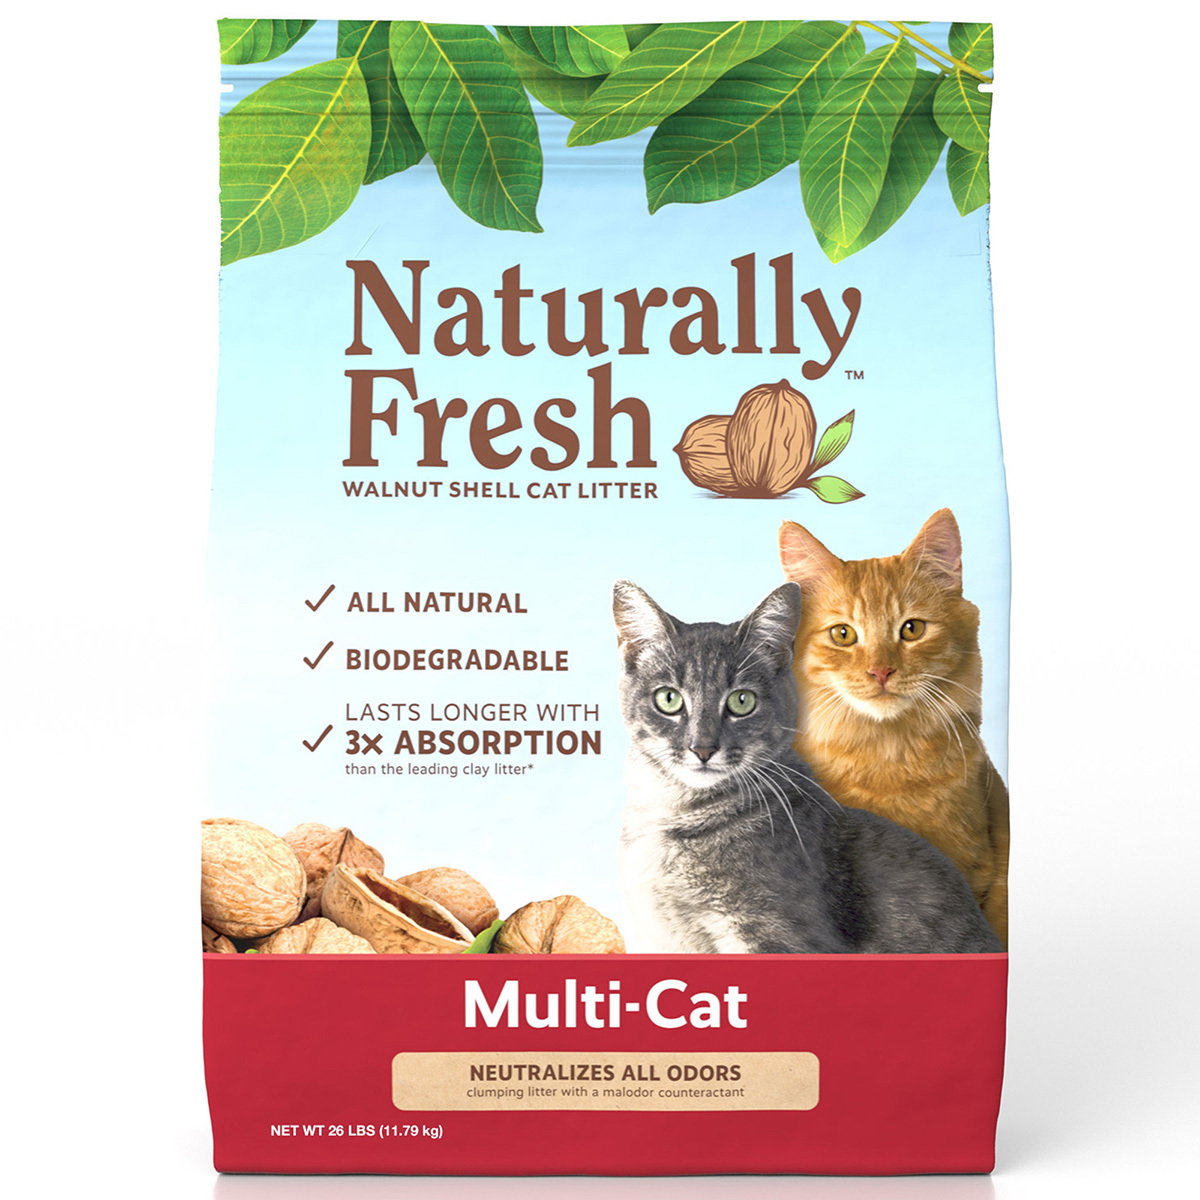 Naturally
Fresh
TM
WALNUT SHELL CAT LITTER
✓ ALL NATURAL
✓ BIODEGRADABLE
LASTS LONGER WITH
✓ 3x ABSORPTION
than the leading clay litter*
Multi-Cat
NEUTRALIZES ALL ODORS
clumping litter with a malodor counteractant
NET WT 26 LBS (11.79 kg)